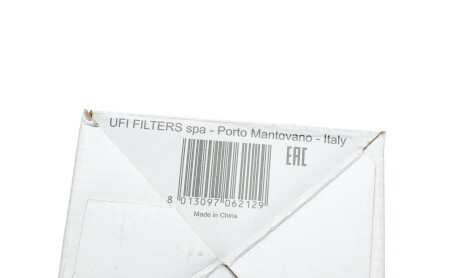 UFI FILTERS spa - Porto Mantovano - Italy
EAC
8 013097 062129
Made in China